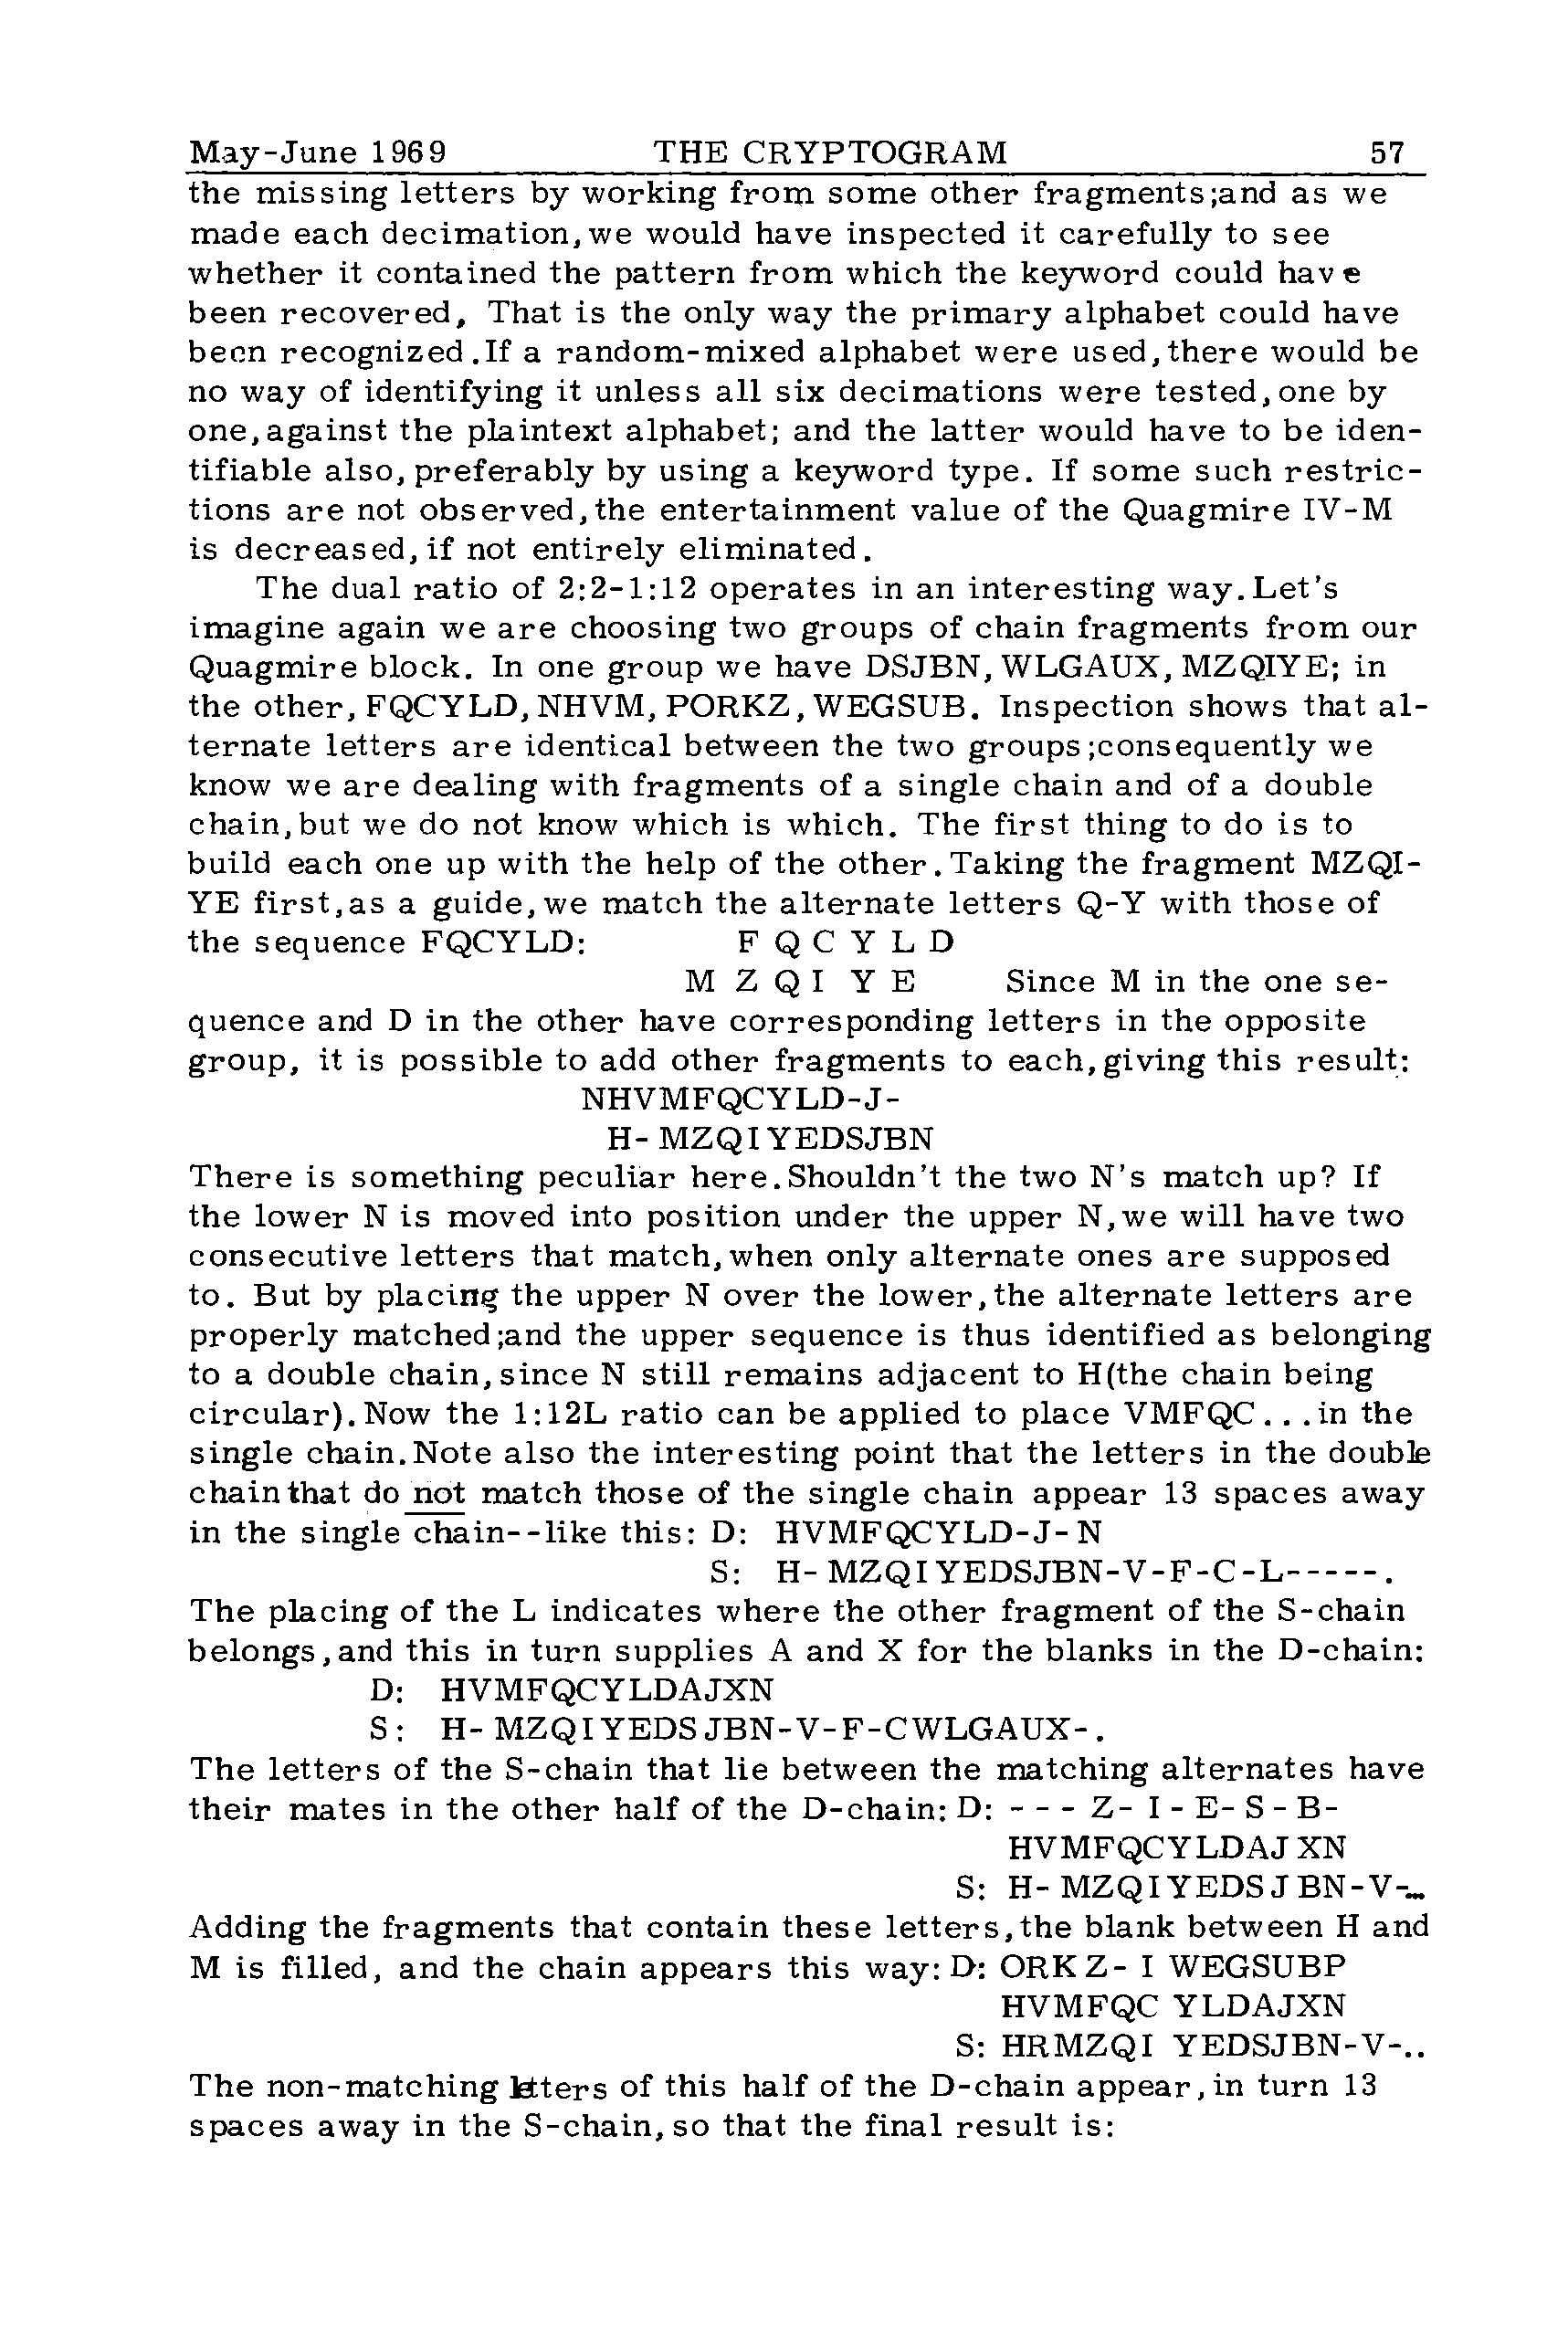 May-June 1969 THE CRYPTOGRAM 57
the missing letters by working from some other fragments;and as we
made each decimation,we would have inspected it carefully to see
whether it contained the pattern from which the keyword could have
been recovered, That is the only way the primary alphabet could have
been recognized.If a random-mixed alphabet were used,there would be
no way of identifying it unless all six decimations were tested,one by
one,against the plaintext alphabet; and the latter would have to be iden-
tifiable also,preferably by using a keyword type. If some such restric-
tions are not observed,the entertainment value of the Quagmire IV-M
is decreased,if not entirely eliminated.
The dual ratio of 2:2-1:12 operates in an interesting way.Let's
imagine again we are choosing two groups of chain fragments from our
Quagmire block. In one group we have DSJBN,WLGAUX,MZQIYE; in
the other,FQCYLD,NHVM,PORKZ,WEGSUB. Inspection shows that al-
ternate letters are identical between the two groups;consequently we
know we are dealing with fragments of a single chain and of a double
chain,but we do not know which is which. The first thing to do is to
build each one up with the help of the other.Taking the fragment MZQI-
YE first,as a guide,we match the alternate letters Q-Y with those of
the sequence FQCYLD: F Q C Y L D
M Z Q I Y E Since M in the one se-
quence and D in the other have corresponding letters in the opposite
group, it is possible to add other fragments to each,giving this result:
NHVMFQCYLD-J-
H- MZQIYEDSJBN
There is something peculiar here.Shouldn't the two N's match up? If
the lower N is moved into position under the upper N,we will have two
consecutive letters that match,when only alternate ones are supposed
to. But by placing the upper N over the lower,the alternate letters are
properly matched;and the upper sequence is thus identified as belonging
to a double chain,since N still remains adjacent to H(the chain being
circular).Now the 1:12L ratio can be applied to place VMFQC...in the
single chain.Note also the interesting point that the letters in the double
chain that do not match those of the single chain appear 13 spaces away
in the single chain--like this: D: HVMFQCYLD-J-N
S: H- MZQIYEDSJBN-V-F-C-L-----.
The placing of the L indicates where the other fragment of the S-chain
belongs,and this in turn supplies A and X for the blanks in the D-chain:
D: HVMFQCYLDAJXN
S: H- MZQIYEDSJBN-V-F-CWLGAUX-.
The letters of the S-chain that lie between the matching alternates have
their mates in the other half of the D-chain: D: - - - Z- I - E- S - B-
HVMFQCYLDAJXN
S: H- MZQIYEDSJBN-V-...
Adding the fragments that contain these letters,the blank between H and
M is filled, and the chain appears this way: D: ORKZ- I WEGSUBP
HVMFQC YLDAJXN
S: HRMZQI YEDSJBN-V-..
The non-matching letters of this half of the D-chain appear,in turn 13
spaces away in the S-chain,so that the final result is: